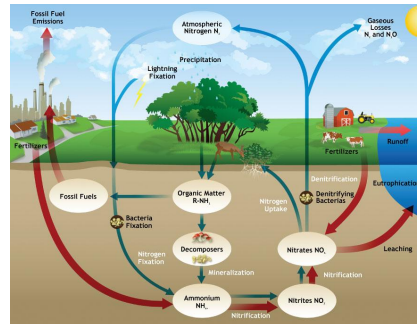 Fossil Fuel
Emissions
Atmospheric
Nitrogen N₂
Gaseous
Losses
N₂ and N₂O
Precipitation
Lightning
Fixation
Fertilizers
Fertilizers
Runoff
Denitrification
Eutrophication
Fossil Fuels
Organic Matter
R-NH₂
Nitrogen
Uptake
Denitrifying
Bacterias
Bacteria
Fixation
Nitrogen
Fixation
Decomposers
Mineralization
Nitrates NO₃
Leaching
Nitrification
Ammonium
NH₄
Nitrites NO₂
Nitrification